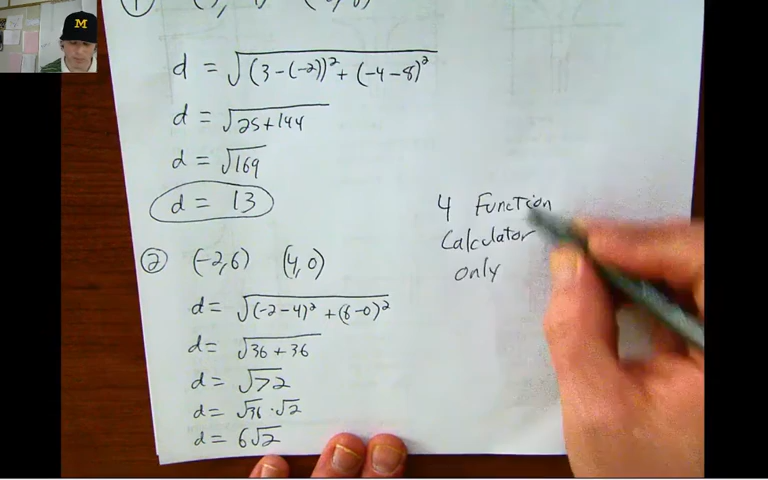 M
①
d = √(3-(-2))² + (-4-8)²
d = √25+144
d = √169
d = 13
4 Function
Calculator
only
② (-2,6) (4,0)
d = √(-2-4)² + (6-0)²
d = √36+36
d = √72
d = √36 · √2
d = 6√2